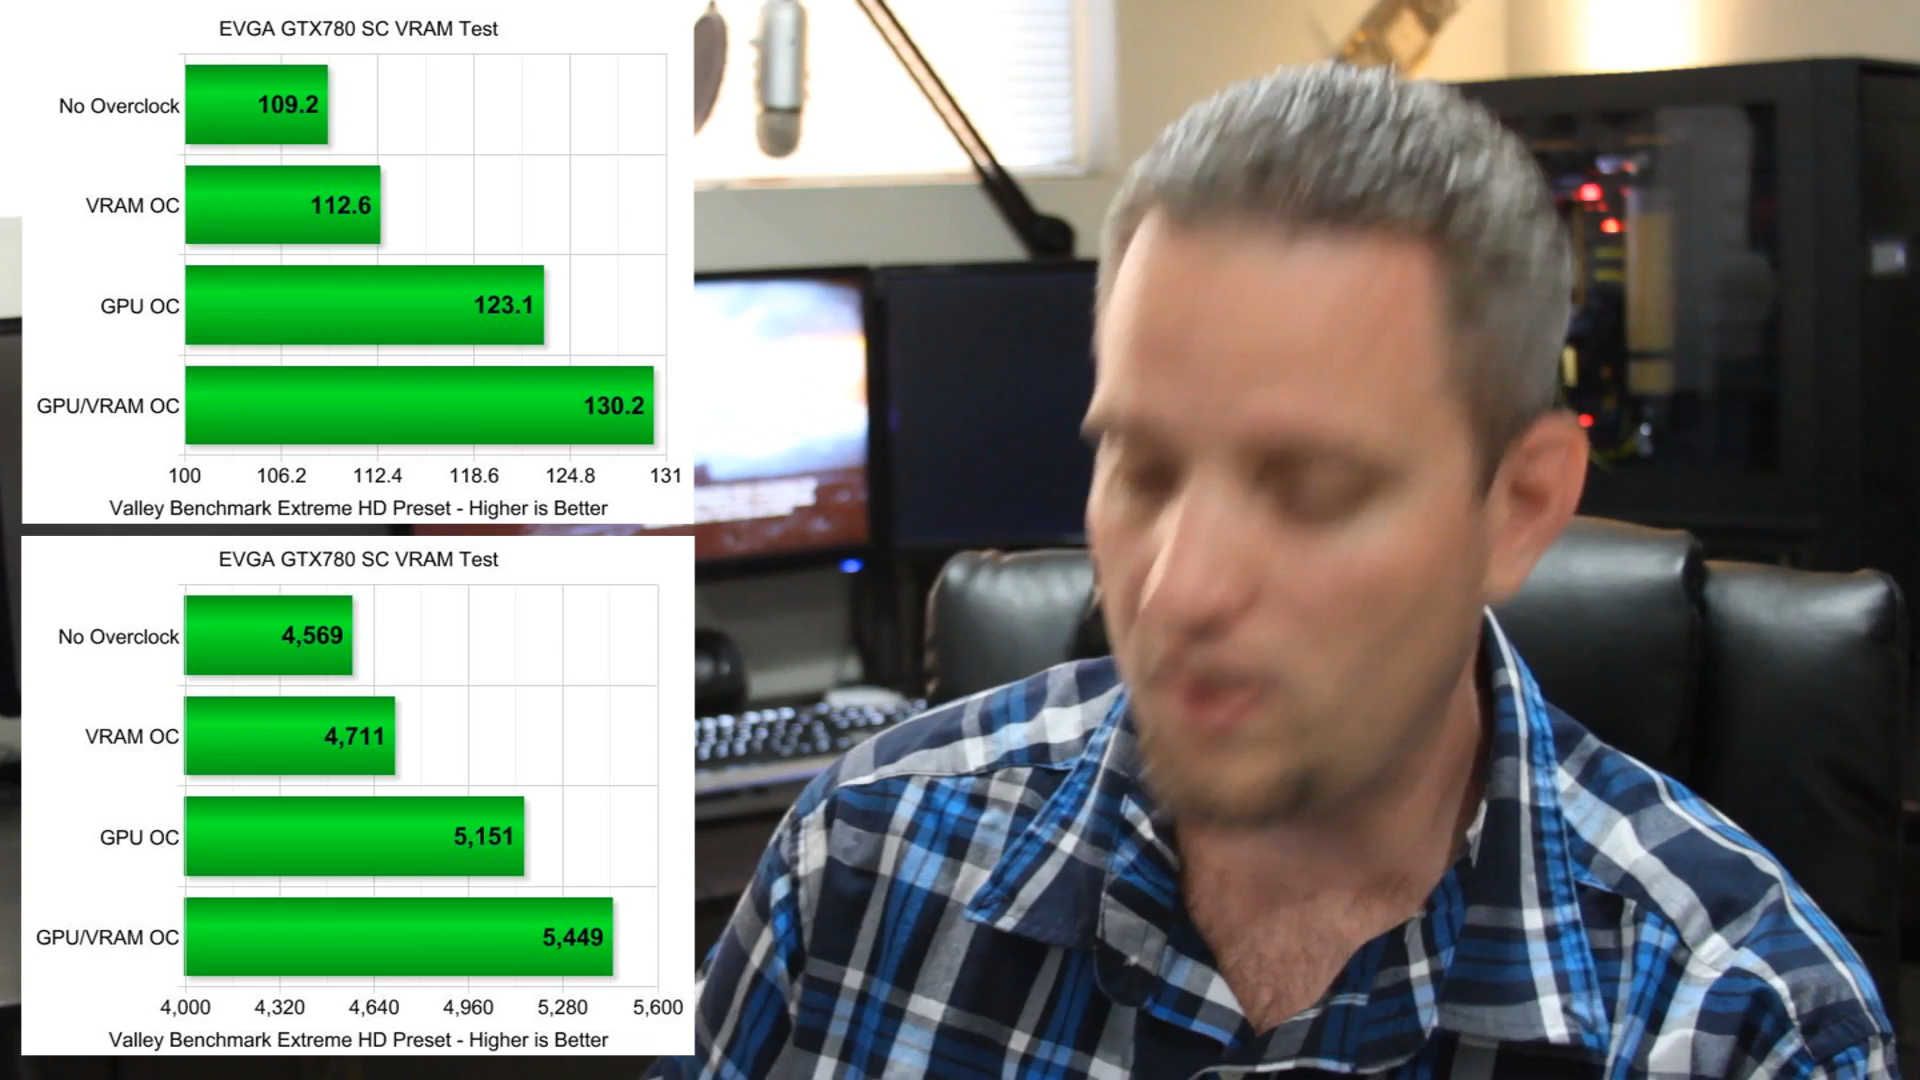 EVGA GTX780 SC VRAM Test
No Overclock 109.2
VRAM OC 112.6
GPU OC 123.1
GPU/VRAM OC 130.2
100 106.2 112.4 118.6 124.8 131
Valley Benchmark Extreme HD Preset - Higher is Better
EVGA GTX780 SC VRAM Test
No Overclock 4,569
VRAM OC 4,711
GPU OC 5,151
GPU/VRAM OC 5,449
4,000 4,320 4,640 4,960 5,280 5,600
Valley Benchmark Extreme HD Preset - Higher is Better